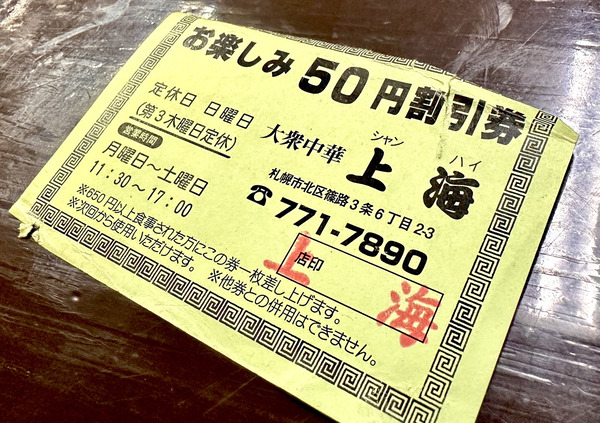 お楽しみ50円割引券
定休日 日曜日
(第3木曜日定休)
営業時間
月曜日～土曜日
11:30～17:00
大衆中華
シャン ハイ
上海
札幌市北区篠路3条6丁目2-3
☎771-7890
※650円以上食事された方にこの券一枚差し上げます。
※次回から使用いただけます。 ※他券との併用はできません。
店印
上海